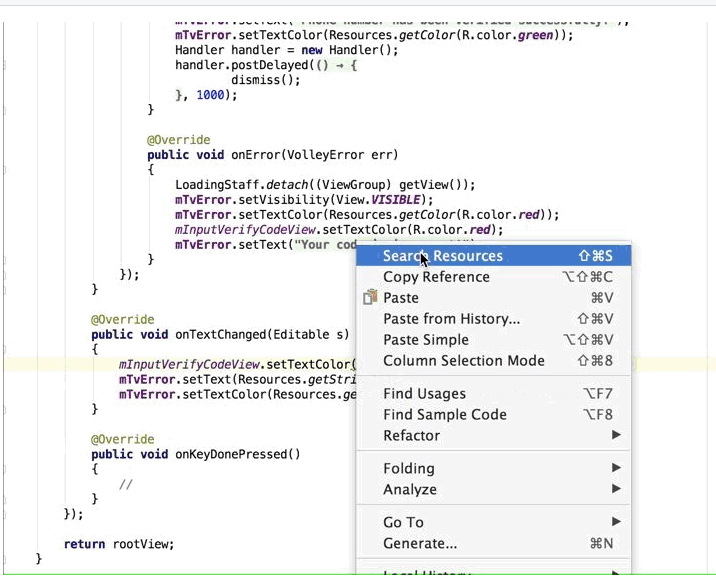 mTvError.setText("Phone number has been verified successfully!");
mTvError.setTextColor(Resources.getColor(R.color.green));
Handler handler = new Handler();
handler.postDelayed(() → {
dismiss();
}, 1000);
}
@Override
public void onError(VolleyError err)
{
LoadingStaff.detach((ViewGroup) getView());
mTvError.setVisibility(View.VISIBLE);
mTvError.setTextColor(Resources.getColor(R.color.red));
mInputVerifyCodeView.setTextColor(R.color.red);
mTvError.setText("Your cod
}
});
}
@Override
public void onTextChanged(Editable s)
{
mInputVerifyCodeView.setTextColor(
mTvError.setText(Resources.getStri
mTvError.setTextColor(Resources.ge
}
@Override
public void onKeyDonePressed()
{
//
}
});
return rootView;
}
Search Resources ⇧⌘S
Copy Reference ⌥⇧⌘C
Paste ⌘V
Paste from History... ⇧⌘V
Paste Simple ⌥⇧⌘V
Column Selection Mode ⇧⌘8
Find Usages ⌥F7
Find Sample Code ⌥F8
Refactor ▶
Folding ▶
Analyze ▶
Go To ▶
Generate... ⌘N
Local History